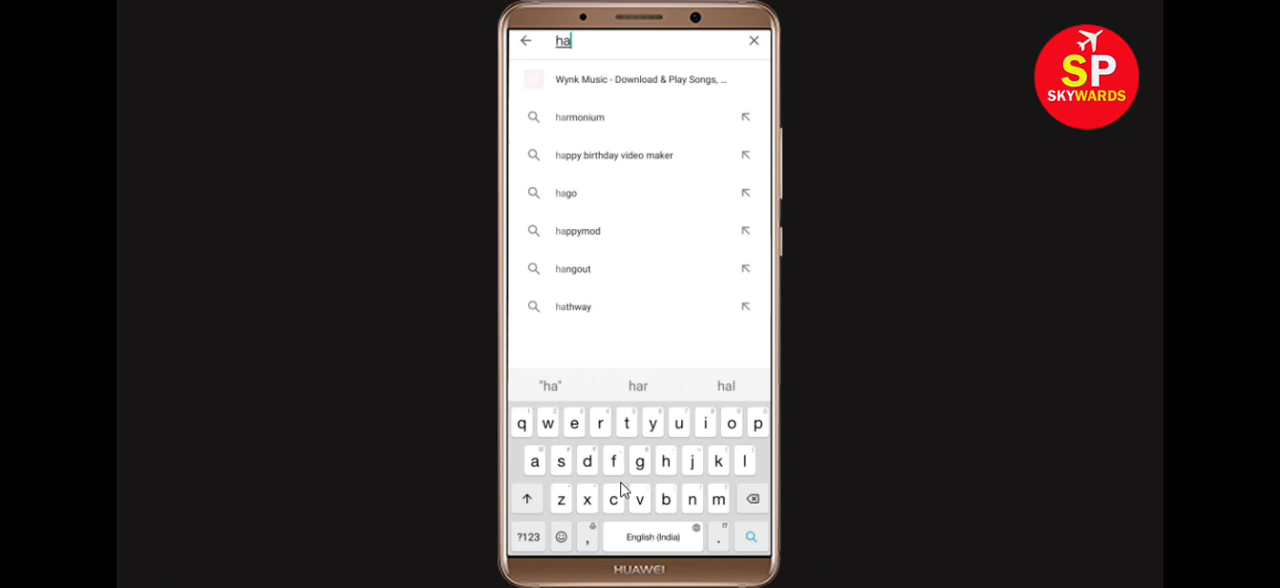 ha
Wynk Music - Download & Play Songs, ...
harmonium
happy birthday video maker
hago
happymod
hangout
hathway
"ha" har hal
q w e r t y u i o p
a s d f g h j k l
z x c v b n m
?123 , English (India) .
HUAWEI
SP
SKYWARDS